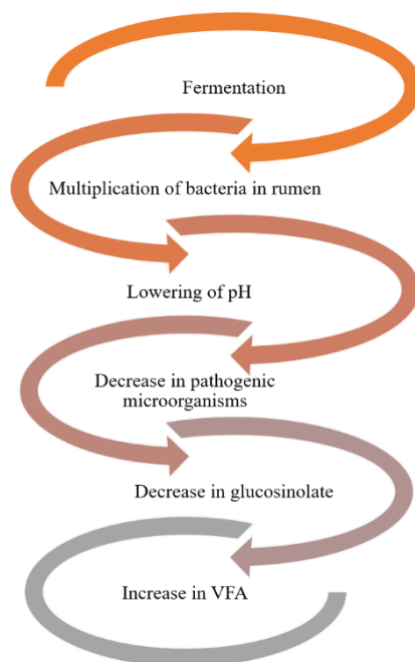 Fermentation
Multiplication of bacteria in rumen
Lowering of pH
Decrease in pathogenic
microorganisms
Decrease in glucosinolate
Increase in VFA